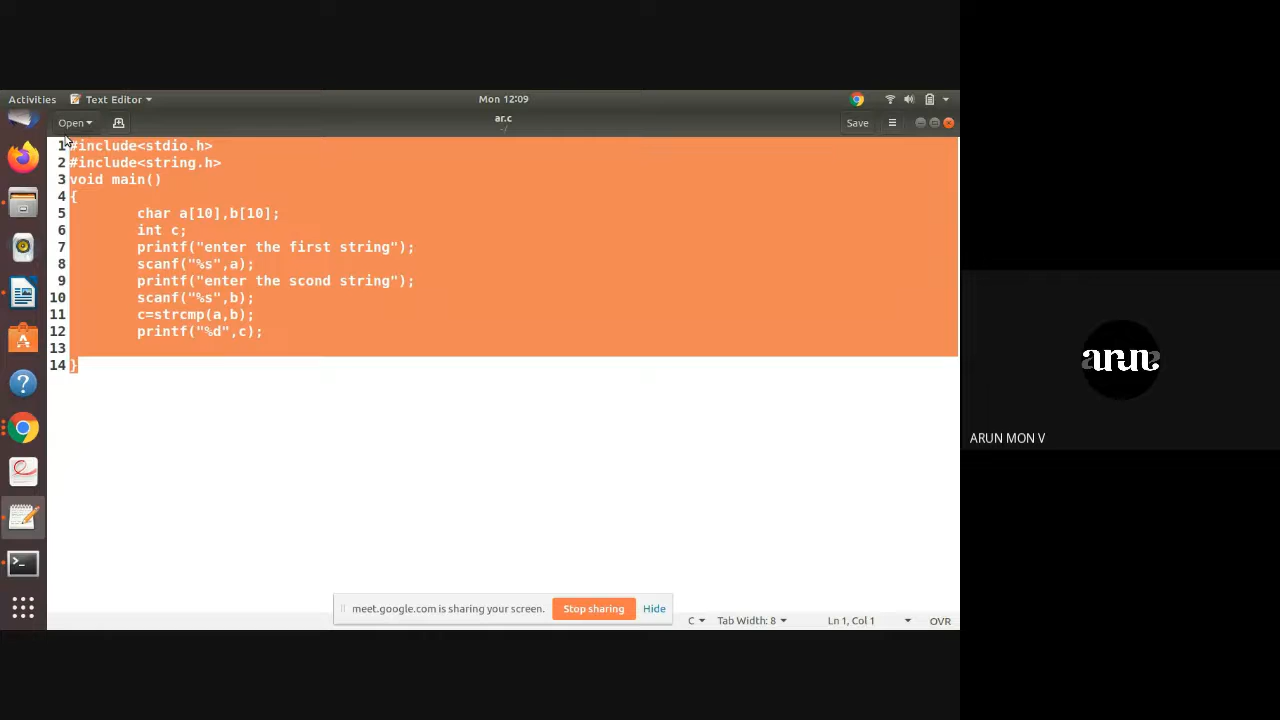 Activities
Text Editor
Mon 12:09
Open
ar.c
~/
Save
1 #include<stdio.h>
2 #include<string.h>
3 void main()
4 {
5 char a[10],b[10];
6 int c;
7 printf("enter the first string");
8 scanf("%s",a);
9 printf("enter the scond string");
10 scanf("%s",b);
11 c=strcmp(a,b);
12 printf("%d",c);
13
14 }
arun
ARUN MON V
meet.google.com is sharing your screen.
Stop sharing
Hide
C
Tab Width: 8
Ln 1, Col 1
OVR